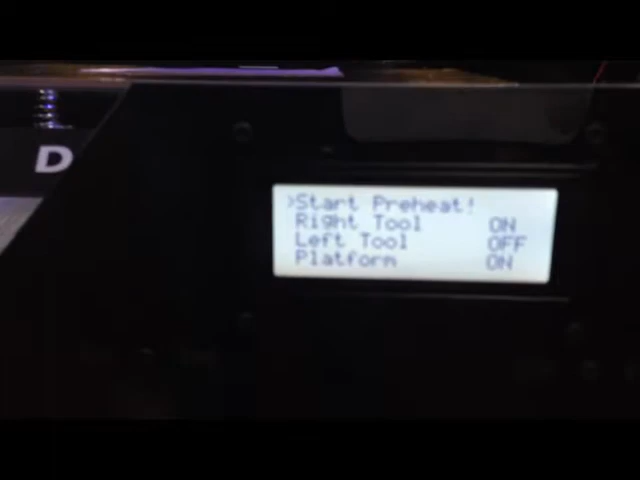 D
>Start Preheat!
Right Tool ON
Left Tool OFF
Platform ON